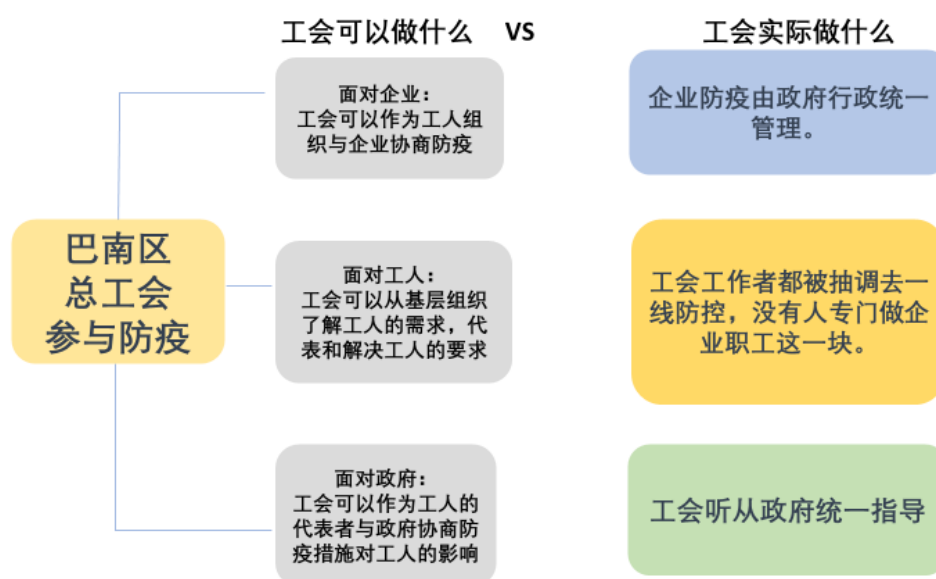 工会可以做什么 VS 工会实际做什么
面对企业：
工会可以作为工人组
织与企业协商防疫
企业防疫由政府行政统一
管理。
巴南区
总工会
参与防疫
面对工人：
工会可以从基层组织
了解工人的需求，代
表和解决工人的要求
工会工作者都被抽调去一
线防控，没有人专门做企
业职工这一块。
面对政府：
工会可以作为工人的
代表者与政府协商防
疫措施对工人的影响
工会听从政府统一指导